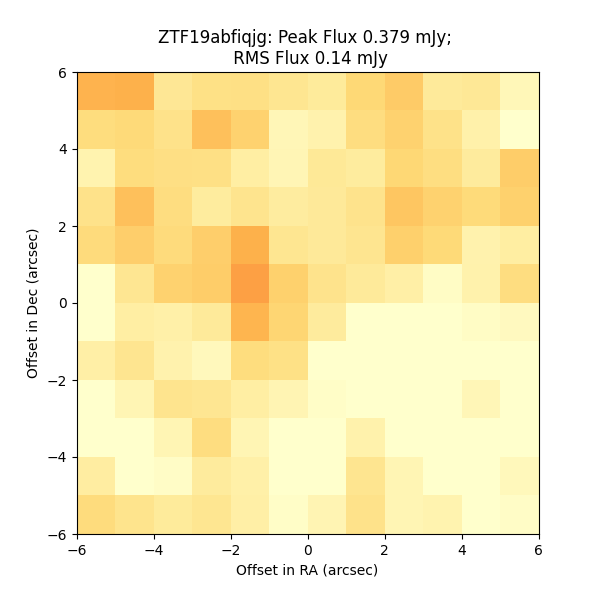 ZTF19abfiqjg: Peak Flux 0.379 mJy;
RMS Flux 0.14 mJy
6
4
2
0
−2
−4
−6
Offset in Dec (arcsec)
−6 −4 −2 0 2 4 6
Offset in RA (arcsec)